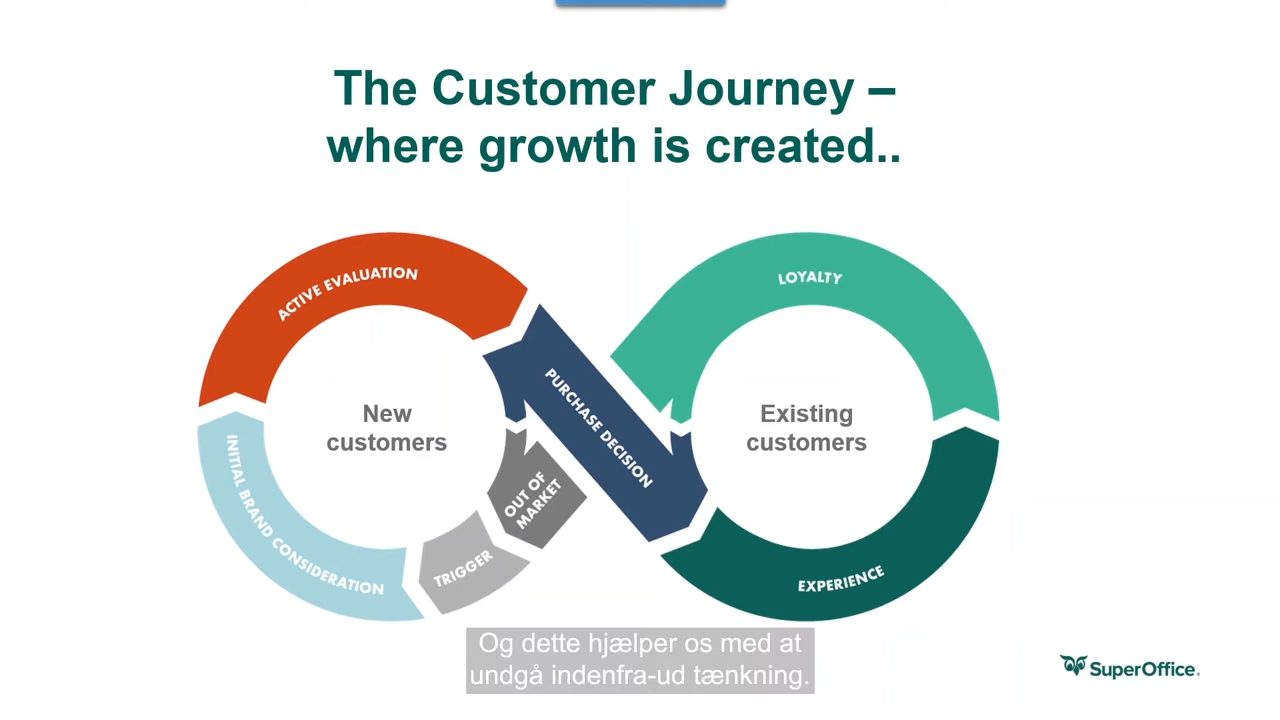 The Customer Journey –
where growth is created..
ACTIVE EVALUATION
LOYALTY
New
customers
PURCHASE DECISION
Existing
customers
INITIAL BRAND CONSIDERATION
OUT OF
MARKET
TRIGGER
EXPERIENCE
Og dette hjælper os med at
undgå indenfra-ud tænkning.
SuperOffice.